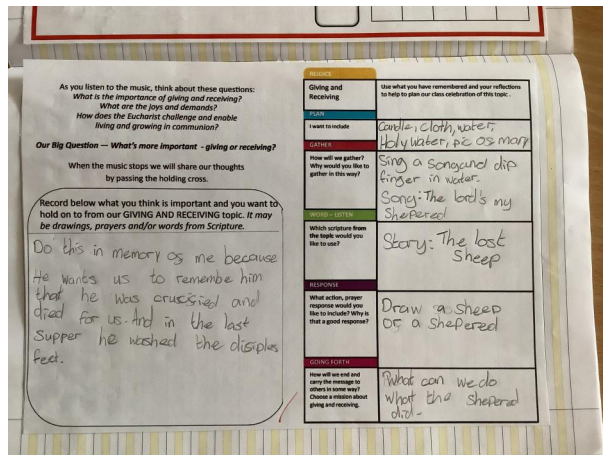 As you listen to the music, think about these questions:
What is the importance of giving and receiving?
What are the joys and demands?
How does the Eucharist challenge and enable
living and growing in communion?
Our Big Question — What's more important - giving or receiving?
When the music stops we will share our thoughts
by passing the holding cross.
Record below what you think is important and you want to
hold on to from our GIVING AND RECEIVING topic. It may
be drawings, prayers and/or words from Scripture.
Do this in memory os me because
He wants us to remembe him
that he was crusisied and
died for us. And in the last
Supper he washed the disiples
feet.
REJOICE
Giving and
Receiving
Use what you have remembered and your reflections
to help to plan our class celebration of this topic.
PLAN
I want to include
Candle, cloth, water,
Holy water, pic os mary
GATHER
How will we gather?
Why would you like to
gather in this way?
Sing a song and dip
finger in water.
Song: The lord's my
Shepered
WORD – LISTEN
Which scripture from
the topic would you
like to use?
Story: The lost
Sheep
RESPONSE
What action, prayer
response would you
like to include? Why is
that a good response?
Draw a sheep
or a Shepered
GOING FORTH
How will we end and
carry the message to
others in some way?
Choose a mission about
giving and receiving.
What can we do
what the shepered
did-